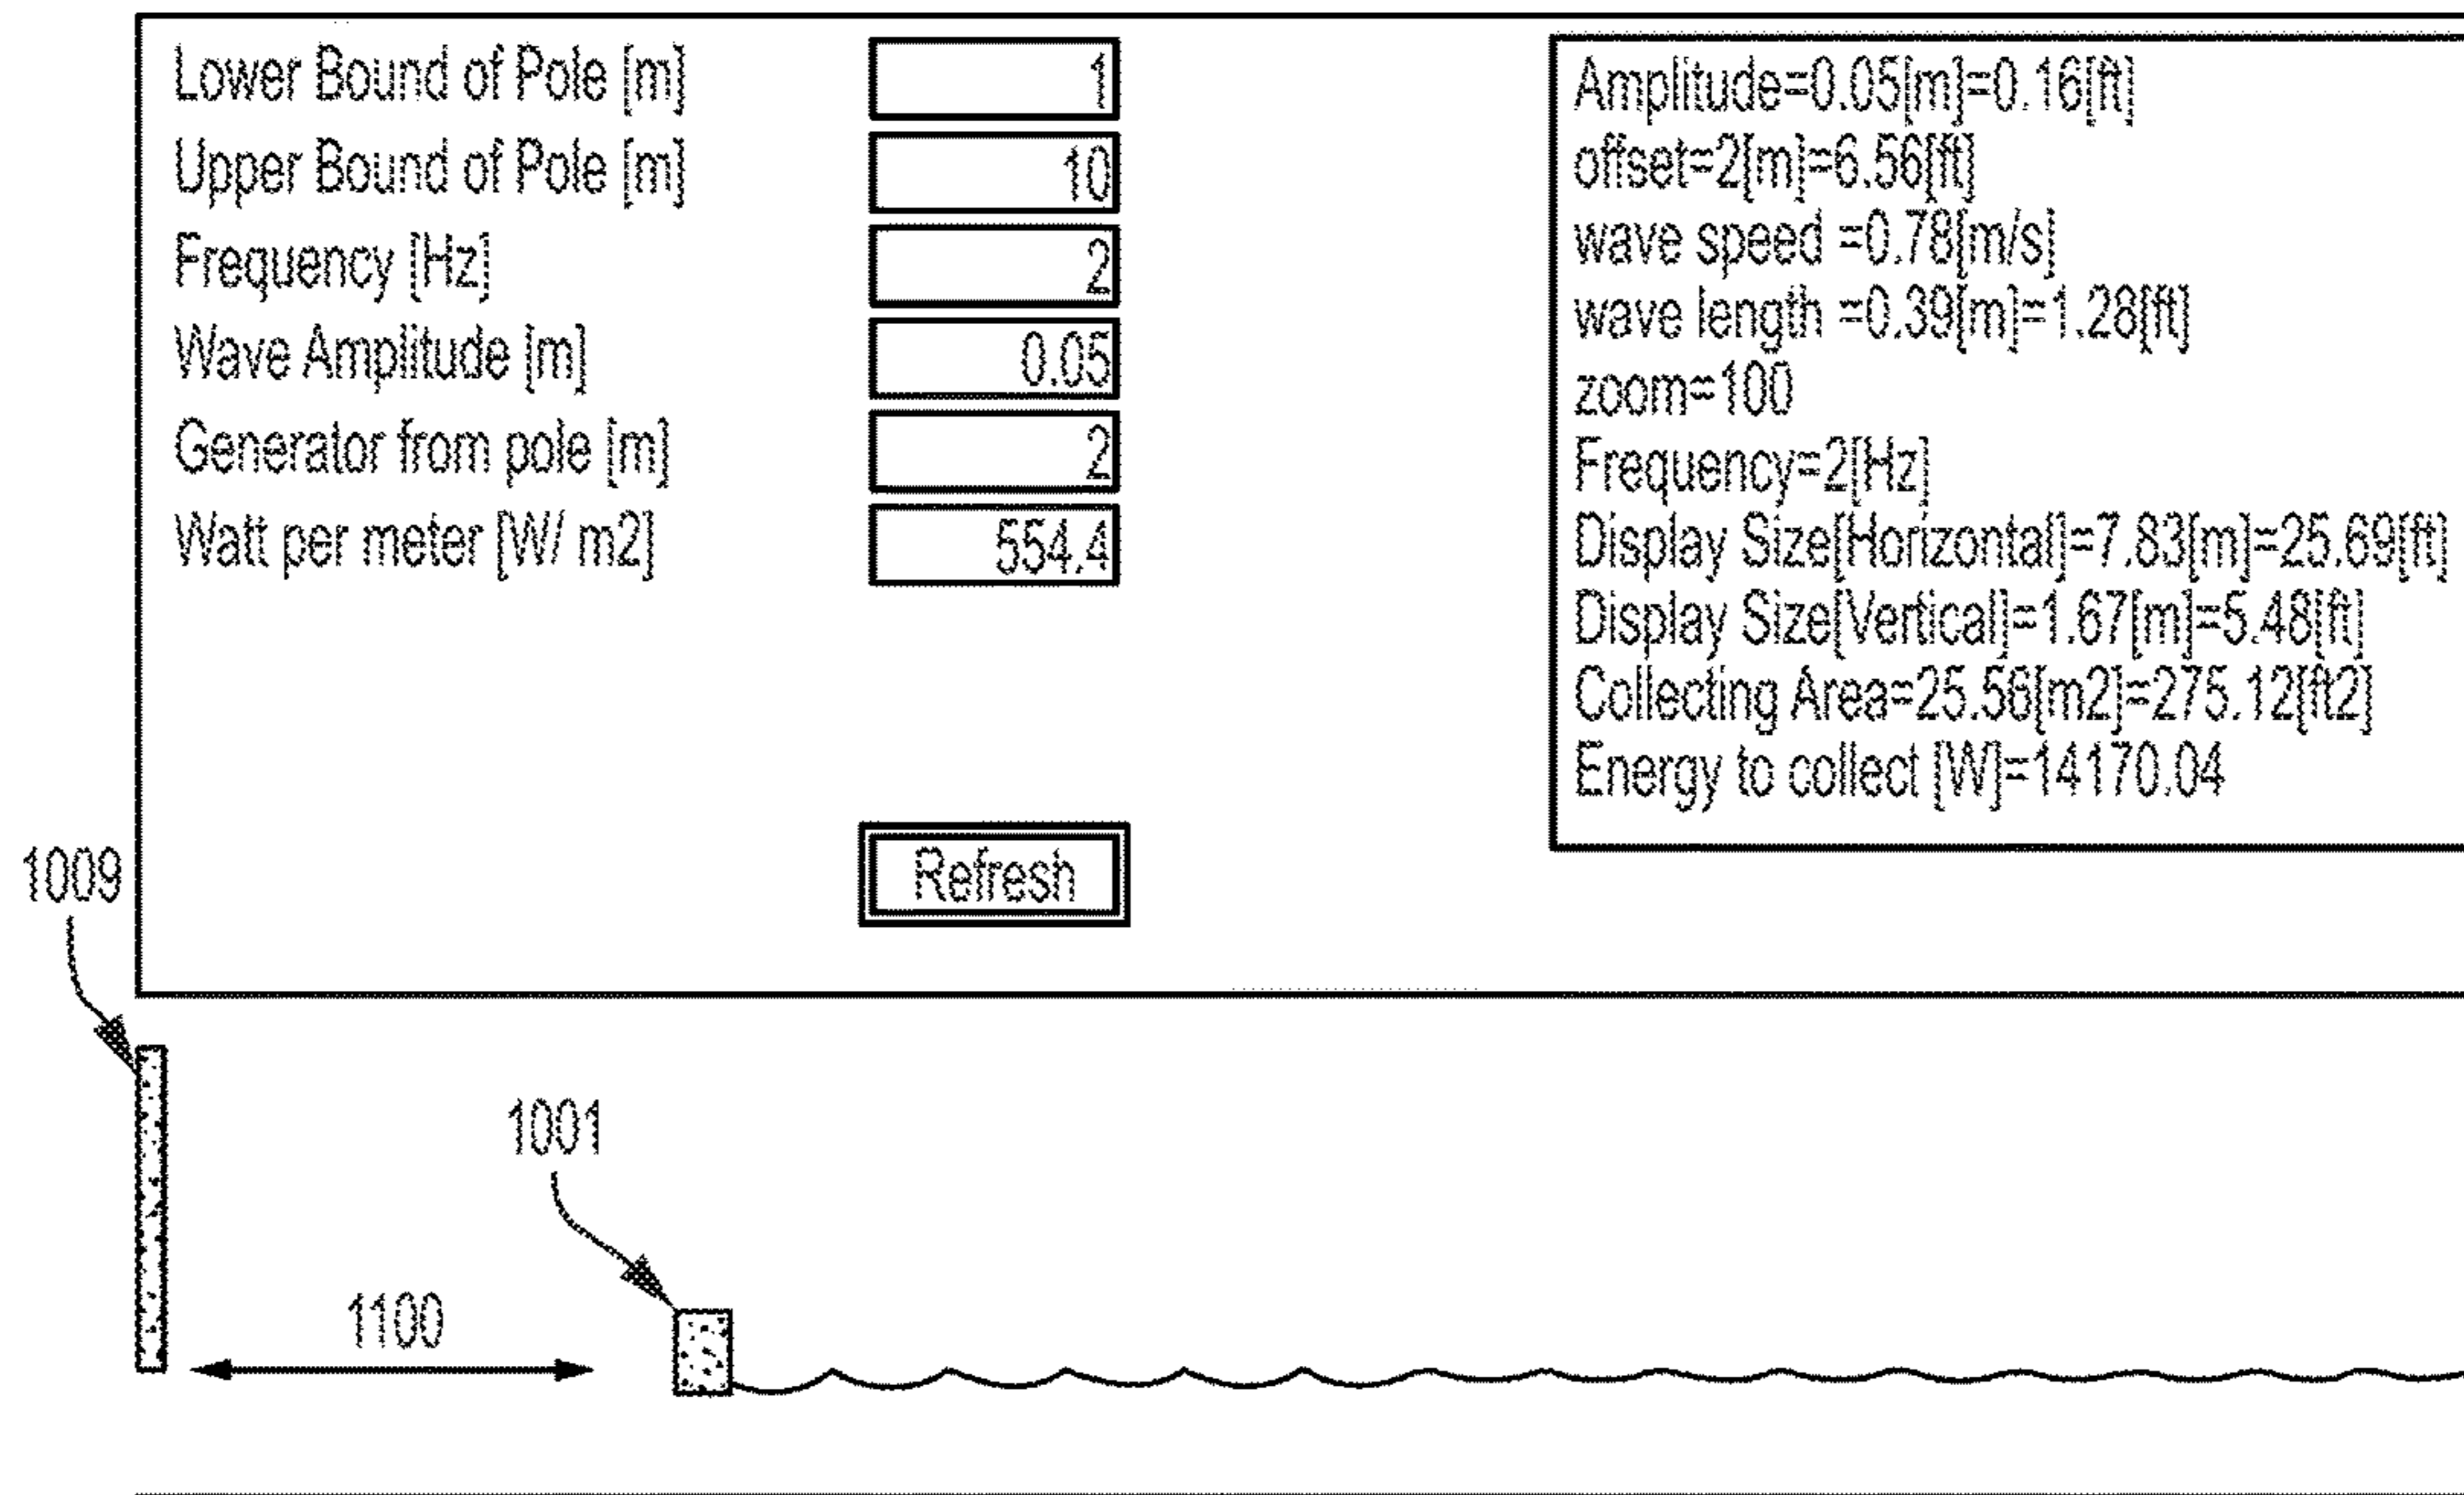 Lower Bound of Pole [m] 1
Upper Bound of Pole [m] 10
Frequency [Hz] 2
Wave Amplitude [m] 0.05
Generator from pole [m] 2
Watt per meter [W/ m2] 554.4
Refresh
Amplitude=0.05[m]=0.16[ft]
offset=2[m]=6.56[ft]
wave speed =0.78[m/s]
wave length =0.39[m]=1.28[ft]
zoom=100
Frequency=2[Hz]
Display Size[Horizontal]=7.83[m]=25.69[ft]
Display Size[Vertical]=1.67[m]=5.48[ft]
Collecting Area=25.56[m2]=275.12[ft2]
Energy to collect [W]=14170.04
1009
1001
1100